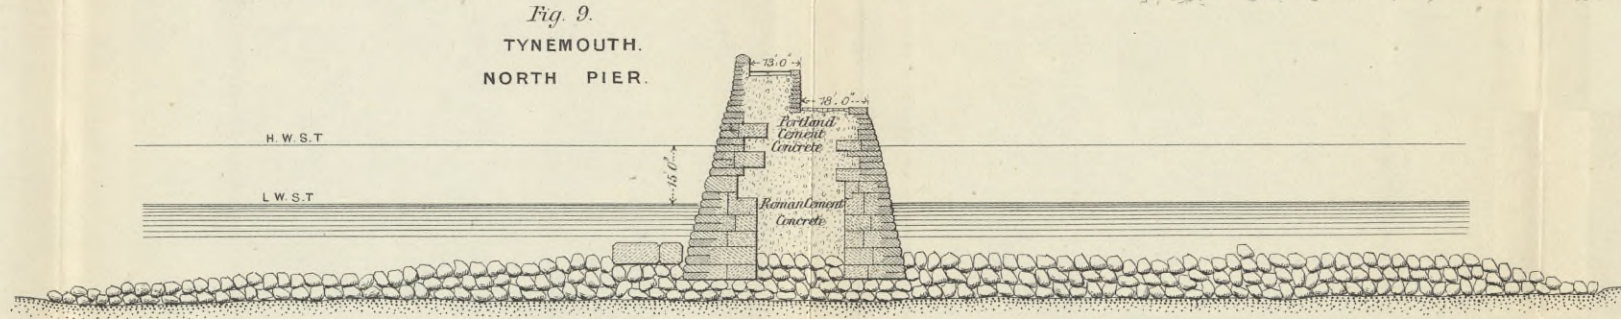 Fig. 9.
TYNEMOUTH.
NORTH PIER.
13'.0"
18'.0"
Portland
Cement
Concrete
H.W.S.T
15'.0"
L.W.S.T
Roman Cement
Concrete